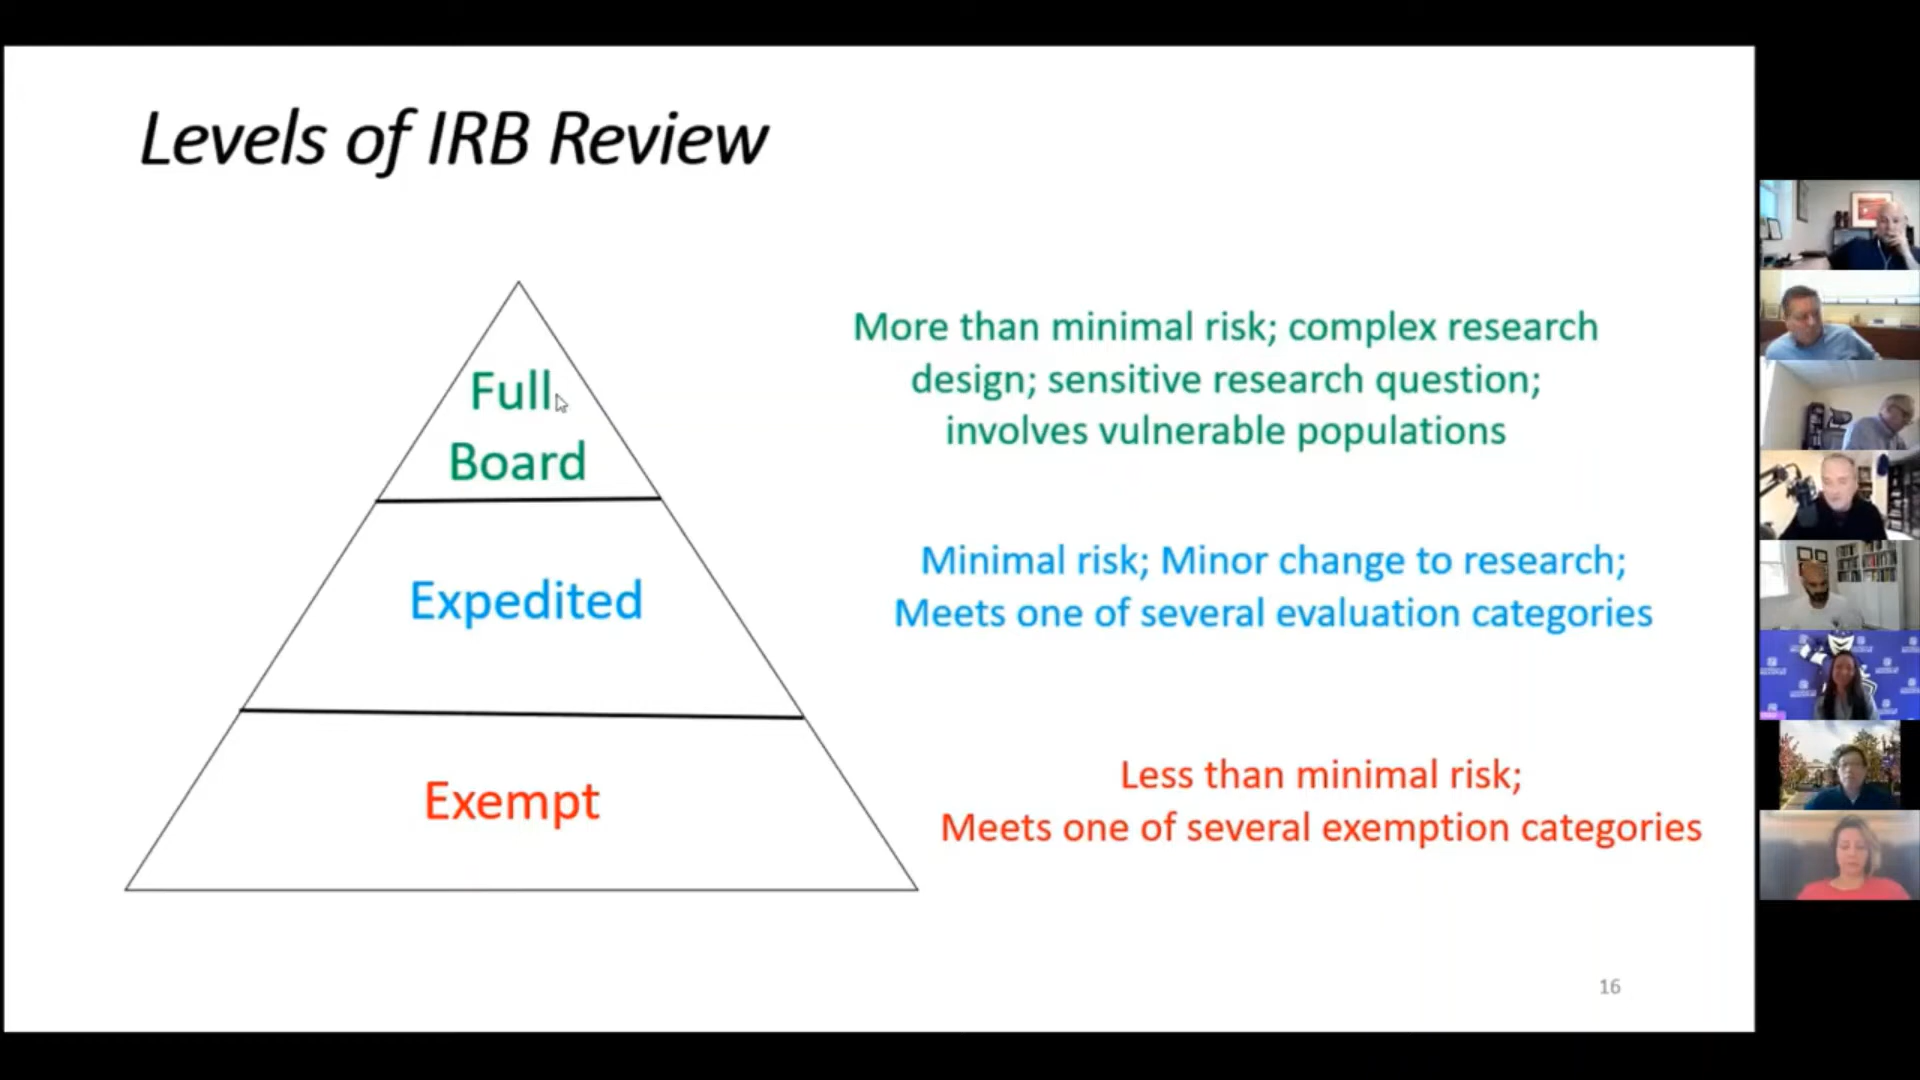 Levels of IRB Review
Full
Board
More than minimal risk; complex research
design; sensitive research question;
involves vulnerable populations
Expedited
Minimal risk; Minor change to research;
Meets one of several evaluation categories
Exempt
Less than minimal risk;
Meets one of several exemption categories
16